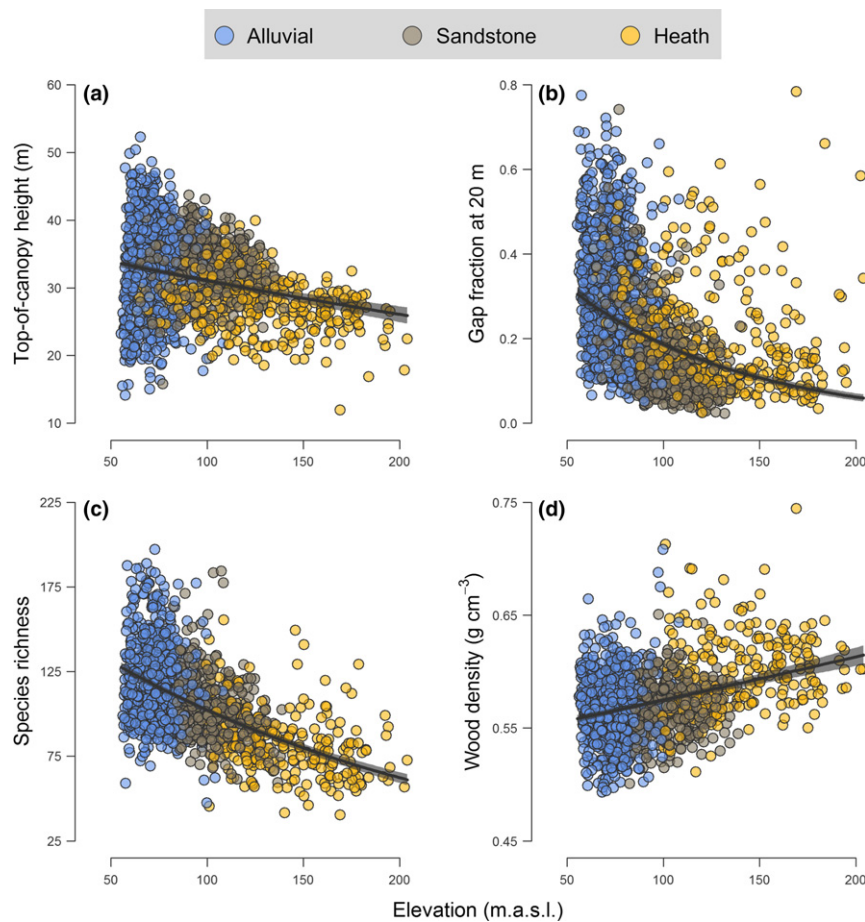 Alluvial Sandstone Heath
(a)
Top-of-canopy height (m)
60
50
40
30
20
10
50 100 150 200
(b)
Gap fraction at 20 m
0.8
0.6
0.4
0.2
0.0
50 100 150 200
(c)
Species richness
225
175
125
75
25
50 100 150 200
(d)
Wood density (g cm⁻³)
0.75
0.65
0.55
0.45
50 100 150 200
Elevation (m.a.s.l.)